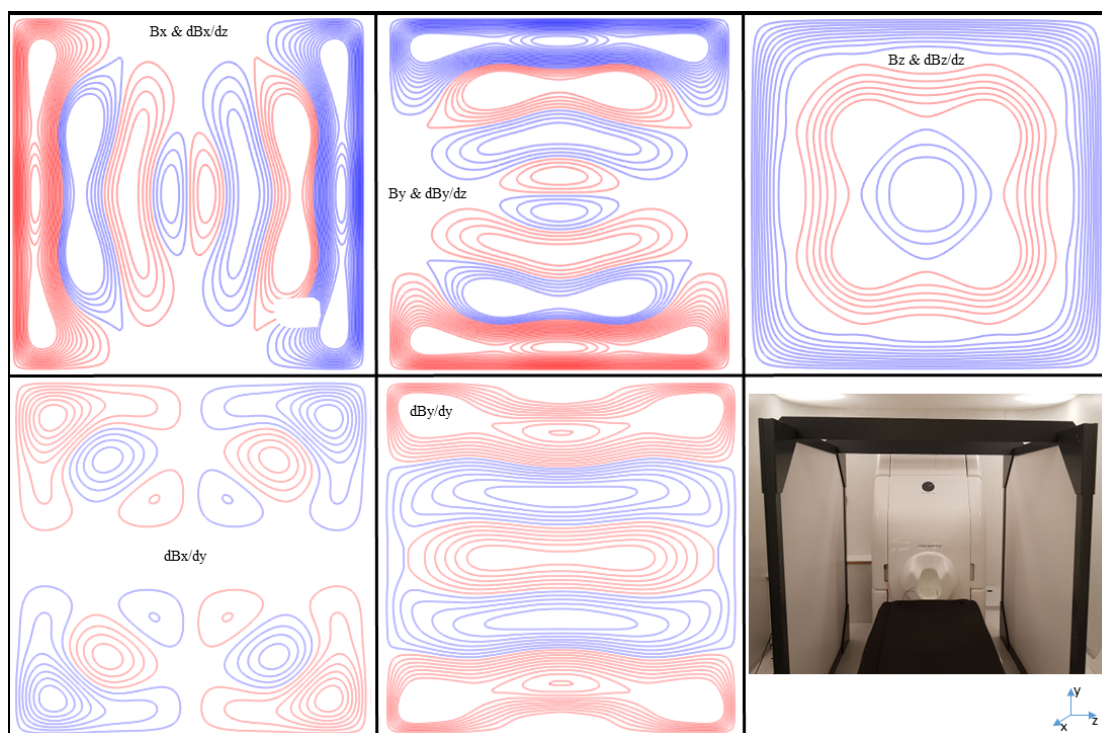 Bx & dBx/dz
By & dBy/dz
Bz & dBz/dz
dBx/dy
dBy/dy
y
x
z